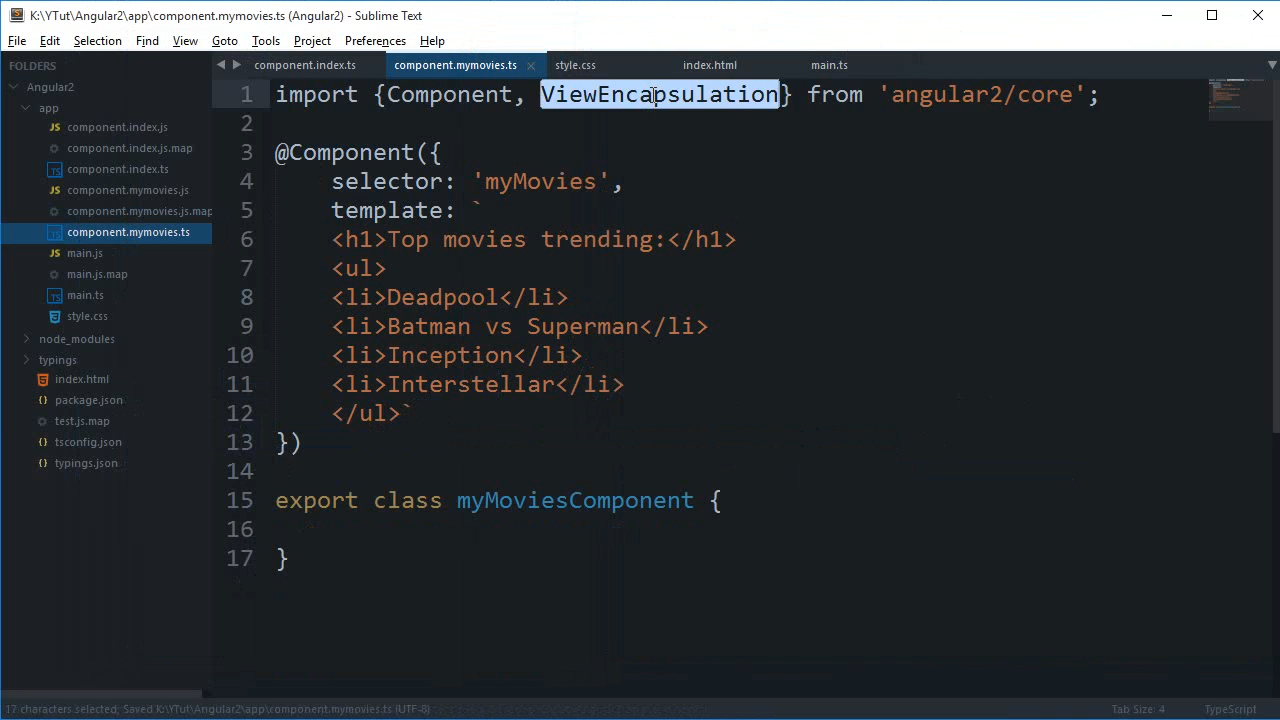 K:\YTut\Angular2\app\component.mymovies.ts (Angular2) - Sublime Text
File Edit Selection Find View Goto Tools Project Preferences Help
FOLDERS
Angular2
app
component.index.js
component.index.js.map
component.index.ts
component.mymovies.js
component.mymovies.js.map
component.mymovies.ts
main.js
main.js.map
main.ts
style.css
node_modules
typings
index.html
package.json
test.js.map
tsconfig.json
typings.json
component.index.ts component.mymovies.ts × style.css index.html main.ts
1 import {Component, ViewEncapsulation} from 'angular2/core';
2
3 @Component({
4 selector: 'myMovies',
5 template: `
6 <h1>Top movies trending:</h1>
7 <ul>
8 <li>Deadpool</li>
9 <li>Batman vs Superman</li>
10 <li>Inception</li>
11 <li>Interstellar</li>
12 </ul>`
13 })
14
15 export class myMoviesComponent {
16
17 }
17 characters selected; Saved K:\YTut\Angular2\app\component.mymovies.ts (UTF-8) Tab Size: 4 TypeScript